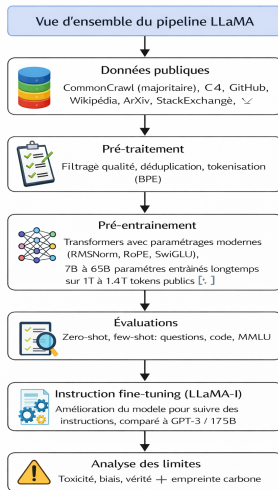 Vue d'ensemble du pipeline LLaMA
Données publiques
CommonCrawl (majoritaire), C4, GitHub,
Wikipédia, ArXiv, StackExchange,
Pré-traitement
Filtrage qualité, déduplication, tokenisation
(BPE)
Pré-entrainement
Transformers avec paramétrages modernes
(RMSNorm, RoPE, SwiGLU),
7B à 65B paramètres entraînés longtemps
sur 1T à 1.4T tokens publics
Évaluations
Zero-shot, few-shot: questions, code, MMLU
Instruction fine-tuning (LLaMA-I)
Amélioration du modele pour suivre des
instructions, comparé à GPT-3 / 175B
Analyse des limites
Toxicité, biais, vérité + empreinte carbone